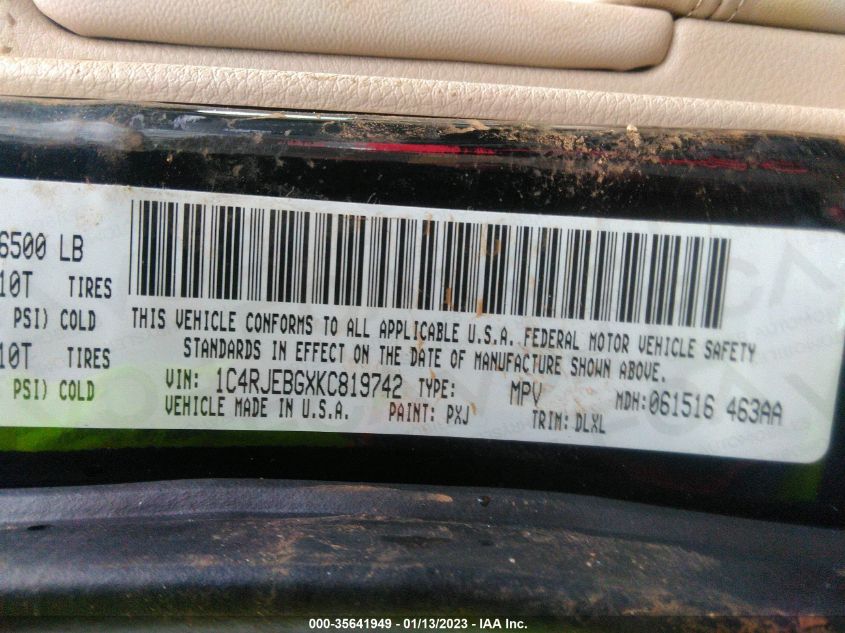 6500 LB
10T TIRES
PSI) COLD
10T TIRES
PSI) COLD
THIS VEHICLE CONFORMS TO ALL APPLICABLE U.S.A. FEDERAL MOTOR VEHICLE SAFETY
STANDARDS IN EFFECT ON THE DATE OF MANUFACTURE SHOWN ABOVE.
VIN: 1C4RJEBGXKC819742 TYPE: MPV MDH:061516 463AA
VEHICLE MADE IN U.S.A. PAINT: PXJ TRIM: DLXL
000-35641949 - 01/13/2023 - IAA Inc.